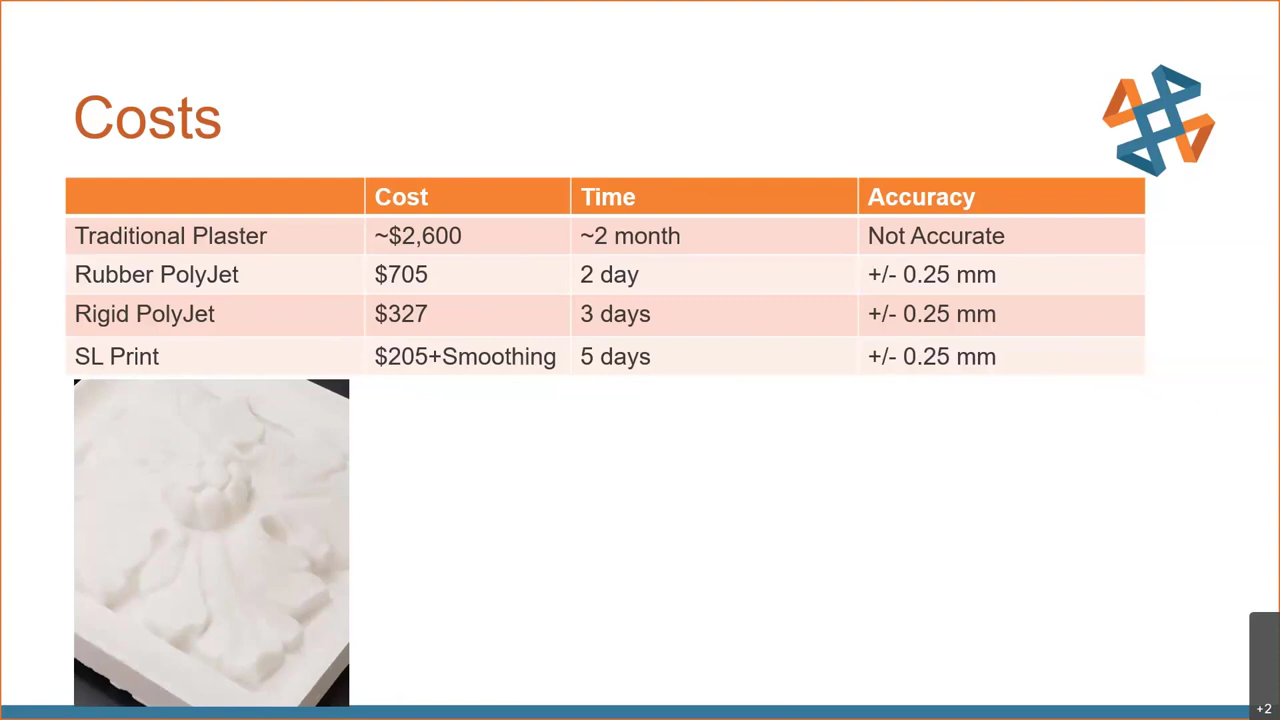 Costs
Cost Time Accuracy
Traditional Plaster ~$2,600 ~2 month Not Accurate
Rubber PolyJet $705 2 day +/- 0.25 mm
Rigid PolyJet $327 3 days +/- 0.25 mm
SL Print $205+Smoothing 5 days +/- 0.25 mm
+2